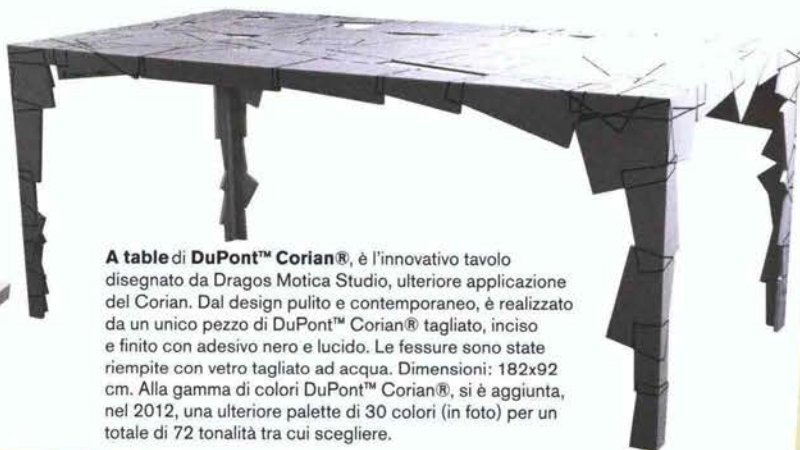 A table di DuPont™ Corian®, è l'innovativo tavolo
disegnato da Dragos Motica Studio, ulteriore applicazione
del Corian. Dal design pulito e contemporaneo, è realizzato
da un unico pezzo di DuPont™ Corian® tagliato, inciso
e finito con adesivo nero e lucido. Le fessure sono state
riempite con vetro tagliato ad acqua. Dimensioni: 182x92
cm. Alla gamma di colori DuPont™ Corian®, si è aggiunta,
nel 2012, una ulteriore palette di 30 colori (in foto) per un
totale di 72 tonalità tra cui scegliere.